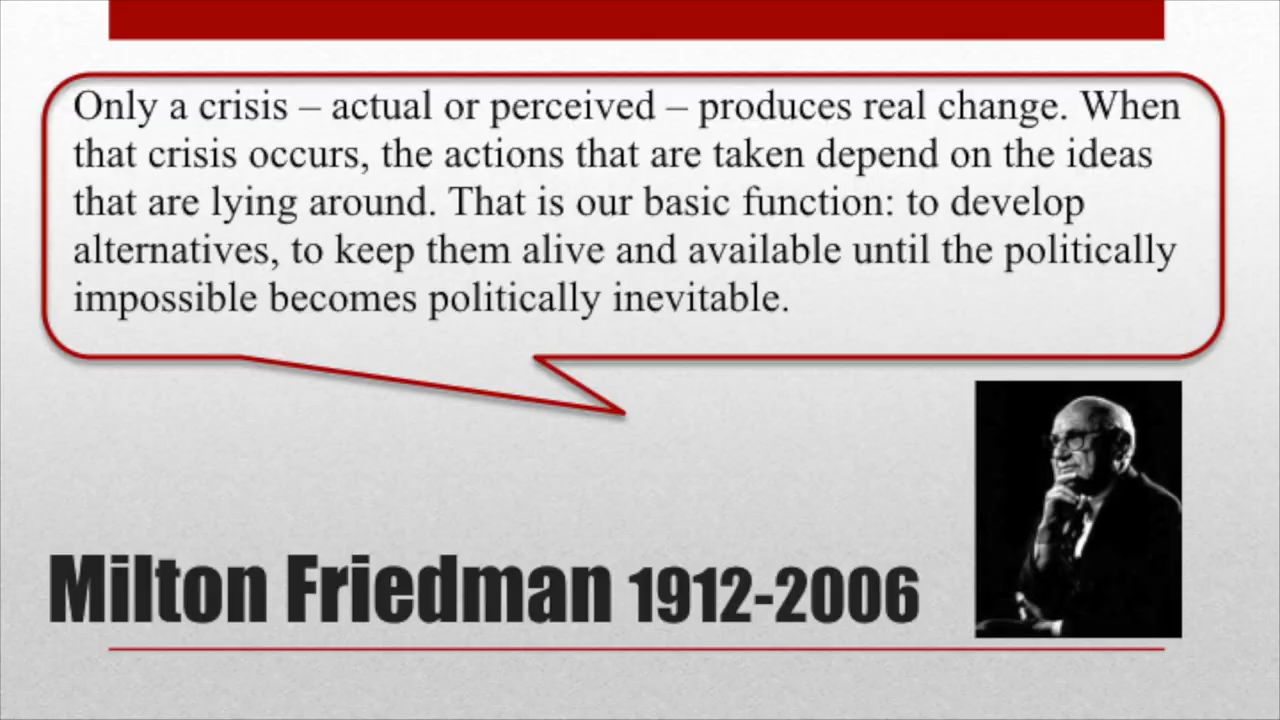 Only a crisis – actual or perceived – produces real change. When
that crisis occurs, the actions that are taken depend on the ideas
that are lying around. That is our basic function: to develop
alternatives, to keep them alive and available until the politically
impossible becomes politically inevitable.
Milton Friedman 1912-2006